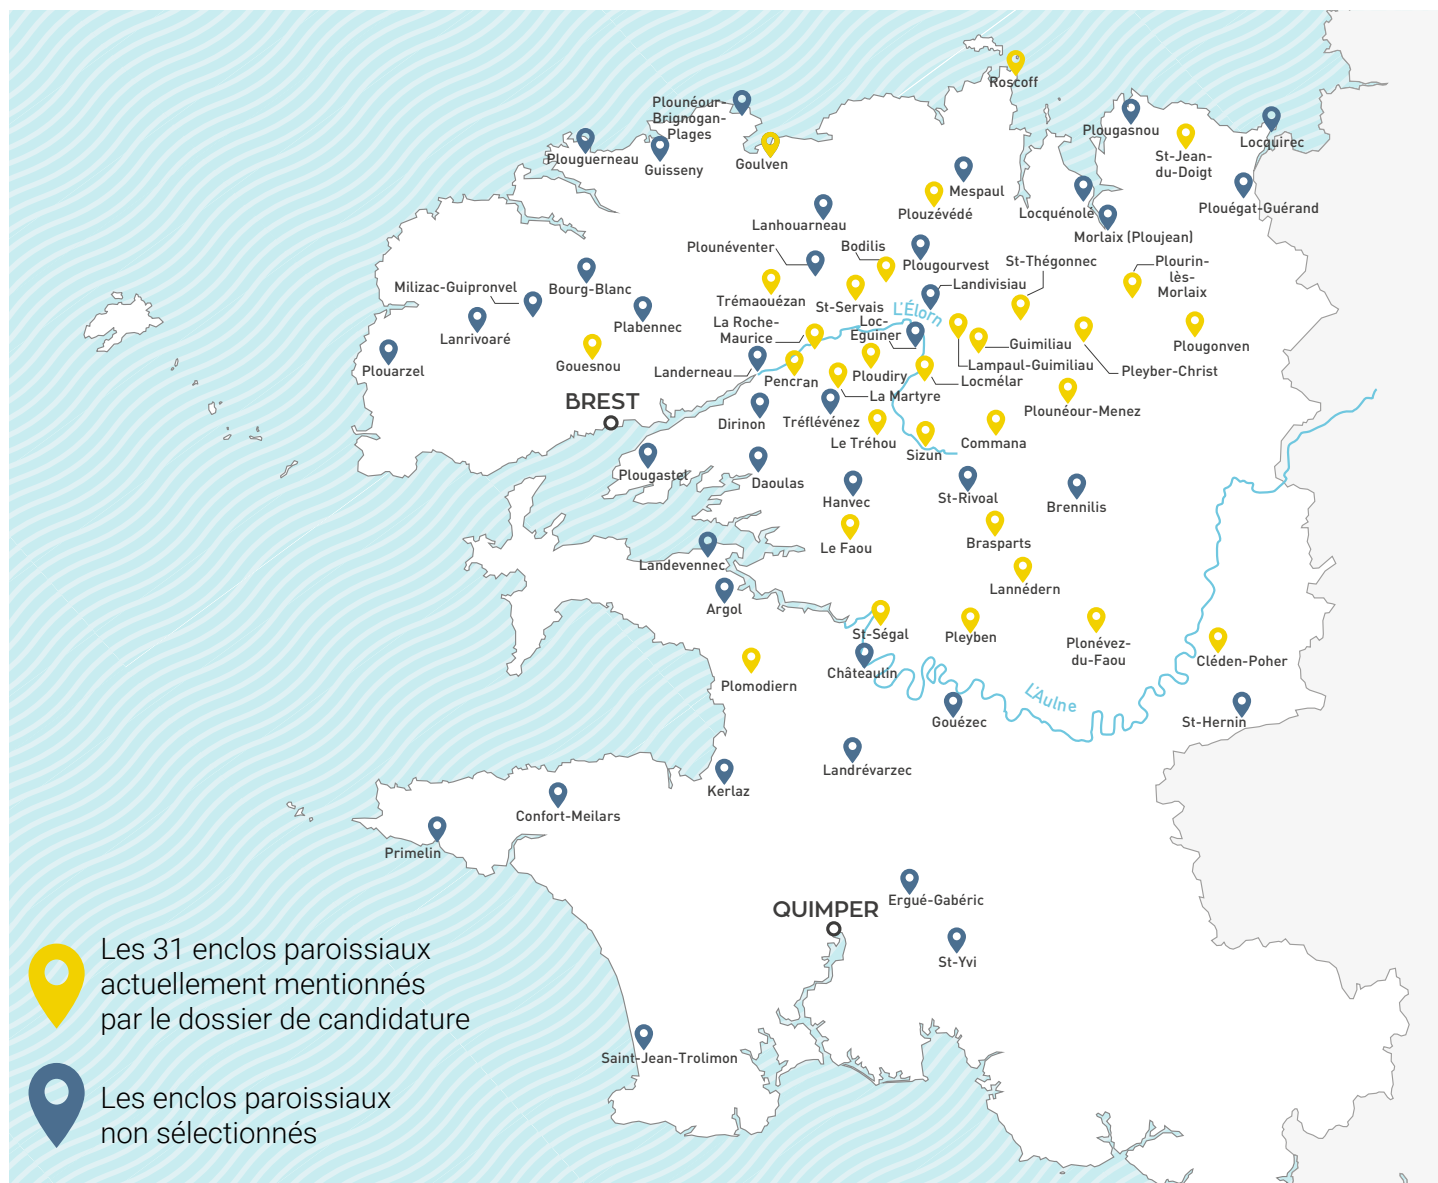 Roscoff
Plounéour-
Brignogan-
Plages
Plouguerneau
Guisseny
Goulven
Plougasnou
St-Jean-
du-Doigt
Locquirec
Mespaul
Plouzévédé
Locquénolé
Plouégat-Guérand
Lanhouarneau
Morlaix (Ploujean)
Plounéventer
Bodilis
Plougourvest
St-Thégonnec
Plourin-
lès-
Morlaix
Milizac-Guipronvel
Bourg-Blanc
Trémaouézan
St-Servais
Landivisiau
L'Élorn
Plabennec
Lanrivoaré
La Roche-
Maurice
Loc-
Eguiner
Guimiliau
Plougonven
Plouarzel
Gouesnou
Landerneau
Pencran
Ploudiry
Lampaul-Guimiliau
Locmélar
Pleyber-Christ
La Martyre
BREST
Dirinon
Tréflévénez
Plounéour-Menez
Le Tréhou
Sizun
Commana
Plougastel
Daoulas
Hanvec
St-Rivoal
Brennilis
Le Faou
Brasparts
Landevennec
Lannédern
Argol
St-Ségal
Pleyben
Plonévez-
du-Faou
Cléden-Poher
Châteaulin
Plomodiern
L'Aulne
Gouézec
St-Hernin
Landrévarzec
Kerlaz
Confort-Meilars
Primelin
Ergué-Gabéric
QUIMPER
St-Yvi
Saint-Jean-Trolimon
Les 31 enclos paroissiaux
actuellement mentionnés
par le dossier de candidature
Les enclos paroissiaux
non sélectionnés